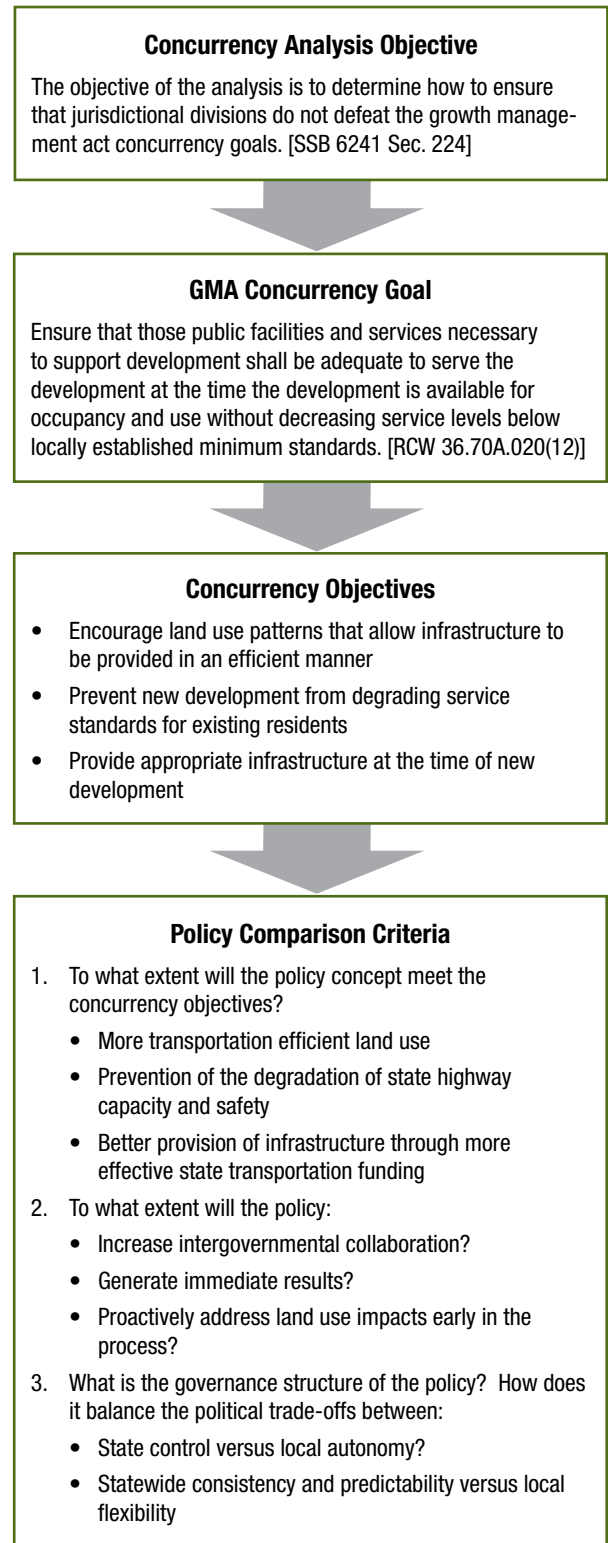 Concurrency Analysis Objective
The objective of the analysis is to determine how to ensure
that jurisdictional divisions do not defeat the growth manage-
ment act concurrency goals. [SSB 6241 Sec. 224]
GMA Concurrency Goal
Ensure that those public facilities and services necessary
to support development shall be adequate to serve the
development at the time the development is available for
occupancy and use without decreasing service levels below
locally established minimum standards. [RCW 36.70A.020(12)]
Concurrency Objectives
• Encourage land use patterns that allow infrastructure to
be provided in an efficient manner
• Prevent new development from degrading service
standards for existing residents
• Provide appropriate infrastructure at the time of new
development
Policy Comparison Criteria
1. To what extent will the policy concept meet the
concurrency objectives?
• More transportation efficient land use
• Prevention of the degradation of state highway
capacity and safety
• Better provision of infrastructure through more
effective state transportation funding
2. To what extent will the policy:
• Increase intergovernmental collaboration?
• Generate immediate results?
• Proactively address land use impacts early in the
process?
3. What is the governance structure of the policy? How does
it balance the political trade-offs between:
• State control versus local autonomy?
• Statewide consistency and predictability versus local
flexibility